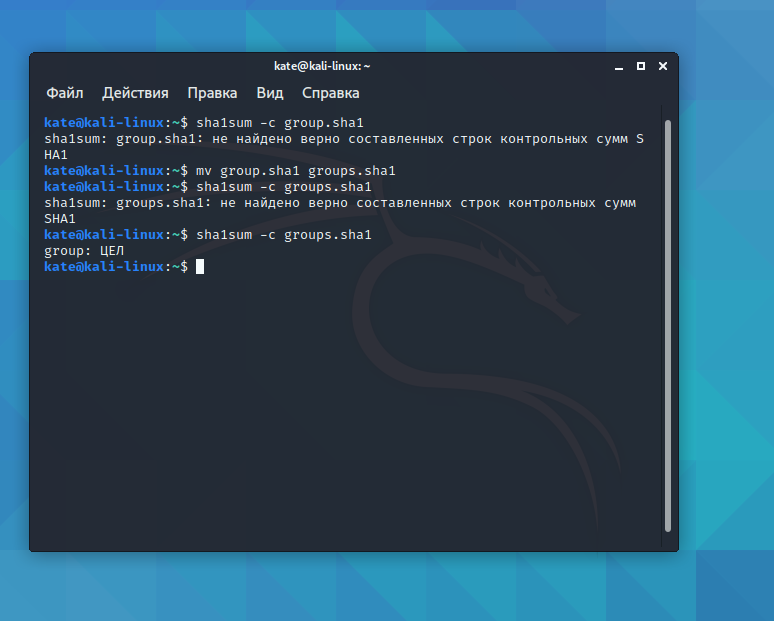 kate@kali-linux: ~
Файл Действия Правка Вид Справка
kate@kali-linux:~$ sha1sum -c group.sha1
sha1sum: group.sha1: не найдено верно составленных строк контрольных сумм S
HA1
kate@kali-linux:~$ mv group.sha1 groups.sha1
kate@kali-linux:~$ sha1sum -c groups.sha1
sha1sum: groups.sha1: не найдено верно составленных строк контрольных сумм
SHA1
kate@kali-linux:~$ sha1sum -c groups.sha1
group: ЦЕЛ
kate@kali-linux:~$